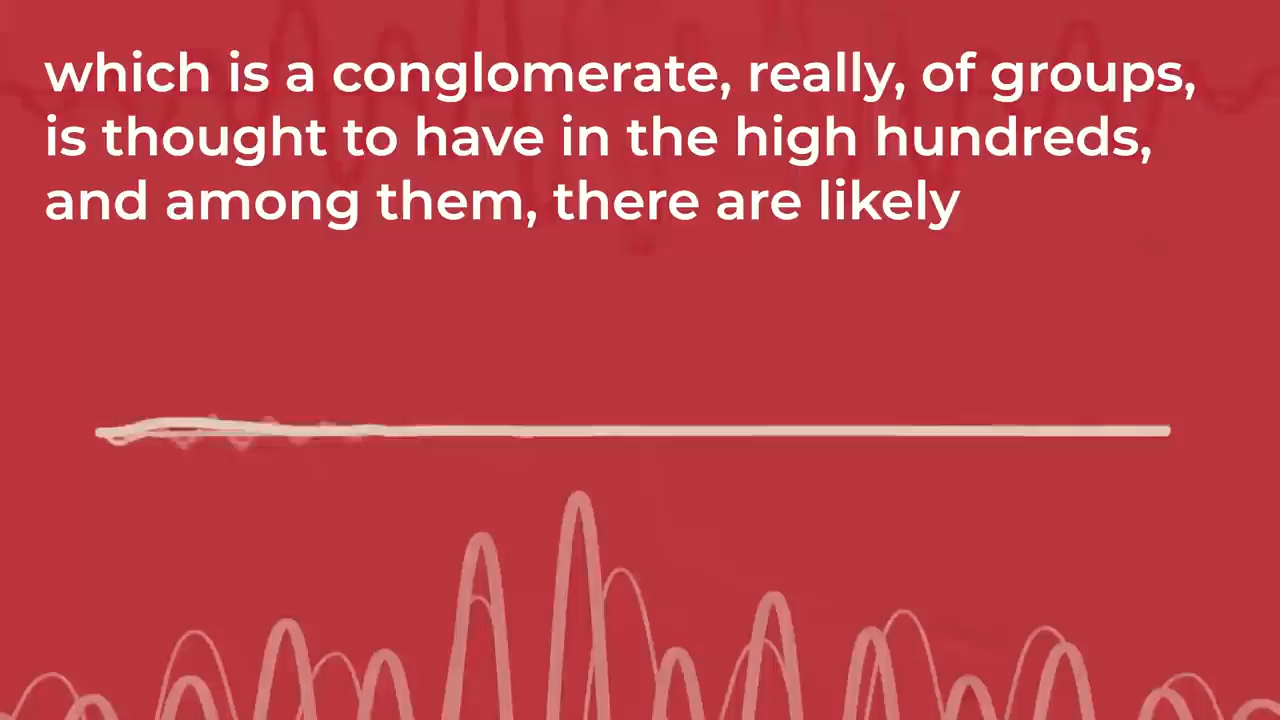 which is a conglomerate, really, of groups,
is thought to have in the high hundreds,
and among them, there are likely